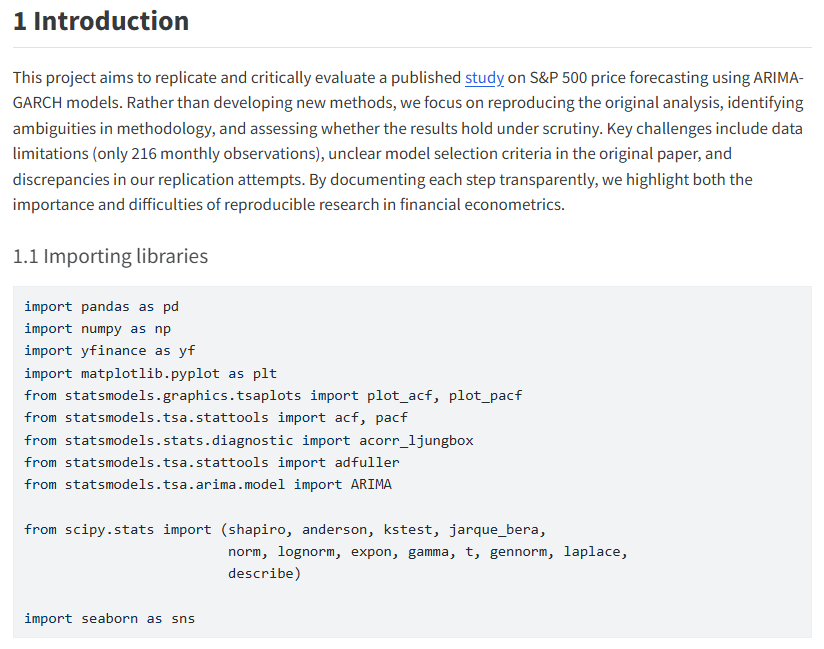 1 Introduction
This project aims to replicate and critically evaluate a published study on S&P 500 price forecasting using ARIMA-
GARCH models. Rather than developing new methods, we focus on reproducing the original analysis, identifying
ambiguities in methodology, and assessing whether the results hold under scrutiny. Key challenges include data
limitations (only 216 monthly observations), unclear model selection criteria in the original paper, and
discrepancies in our replication attempts. By documenting each step transparently, we highlight both the
importance and difficulties of reproducible research in financial econometrics.
1.1 Importing libraries
import pandas as pd
import numpy as np
import yfinance as yf
import matplotlib.pyplot as plt
from statsmodels.graphics.tsaplots import plot_acf, plot_pacf
from statsmodels.tsa.stattools import acf, pacf
from statsmodels.stats.diagnostic import acorr_ljungbox
from statsmodels.tsa.stattools import adfuller
from statsmodels.tsa.arima.model import ARIMA
from scipy.stats import (shapiro, anderson, kstest, jarque_bera,
norm, lognorm, expon, gamma, t, gennorm, laplace,
describe)
import seaborn as sns